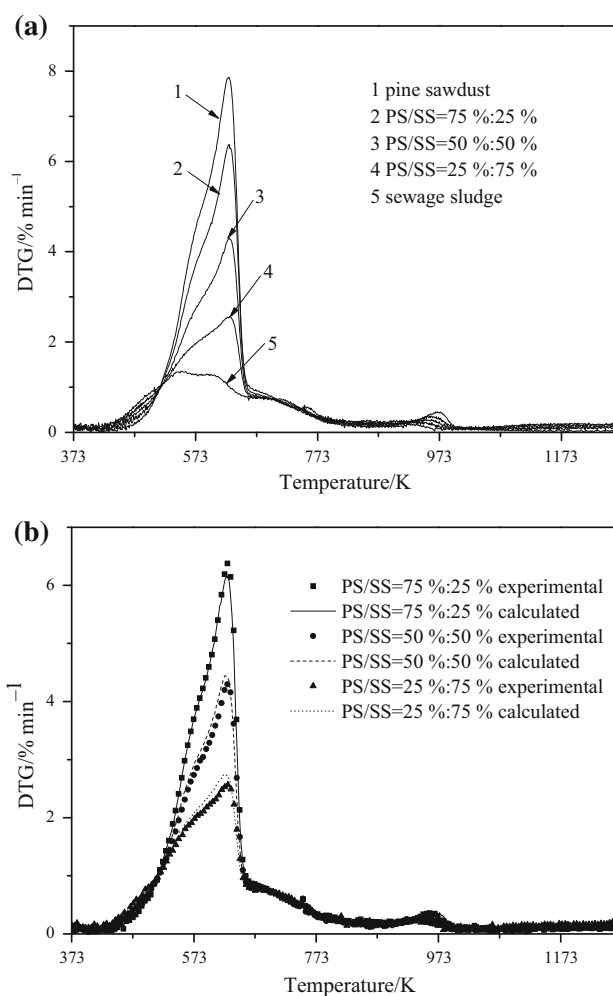 (a)
8
6
4
2
0
DTG/% min⁻¹
1
2
3
4
5
1 pine sawdust
2 PS/SS=75 %:25 %
3 PS/SS=50 %:50 %
4 PS/SS=25 %:75 %
5 sewage sludge
373 573 773 973 1173
Temperature/K
(b)
6
4
2
0
DTG/% min⁻¹
PS/SS=75 %:25 % experimental
PS/SS=75 %:25 % calculated
PS/SS=50 %:50 % experimental
PS/SS=50 %:50 % calculated
PS/SS=25 %:75 % experimental
PS/SS=25 %:75 % calculated
373 573 773 973 1173
Temperature/K